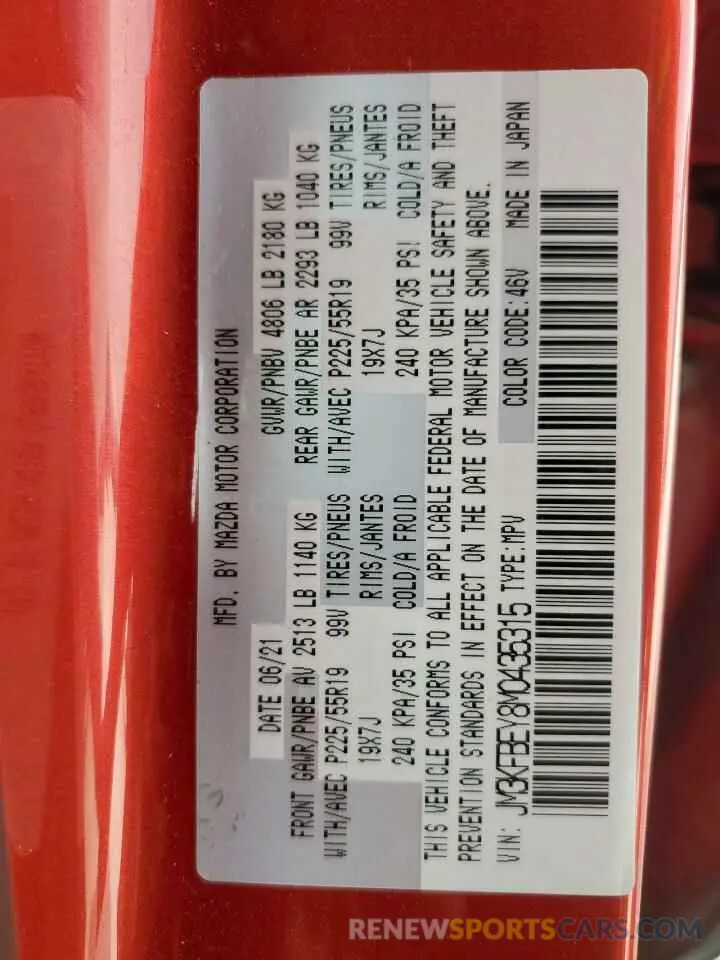 MFD. BY MAZDA MOTOR CORPORATION
DATE 06/21 GVWR/PNBV 4806 LB 2180 KG
FRONT GAWR/PNBE AV 2513 LB 1140 KG REAR GAWR/PNBE AR 2293 LB 1040 KG
WITH/AVEC P225/55R19 99V TIRES/PNEUS WITH/AVEC P225/55R19 99V TIRES/PNEUS
19X7J RIMS/JANTES 19X7J RIMS/JANTES
240 KPA/35 PSI COLD/A FROID 240 KPA/35 PSI COLD/A FROID
THIS VEHICLE CONFORMS TO ALL APPLICABLE FEDERAL MOTOR VEHICLE SAFETY AND THEFT
PREVENTION STANDARDS IN EFFECT ON THE DATE OF MANUFACTURE SHOWN ABOVE.
VIN: JM3KFBEY8M0435315 TYPE:MPV COLOR CODE:46V MADE IN JAPAN
RENEWSPORTSCARS.COM